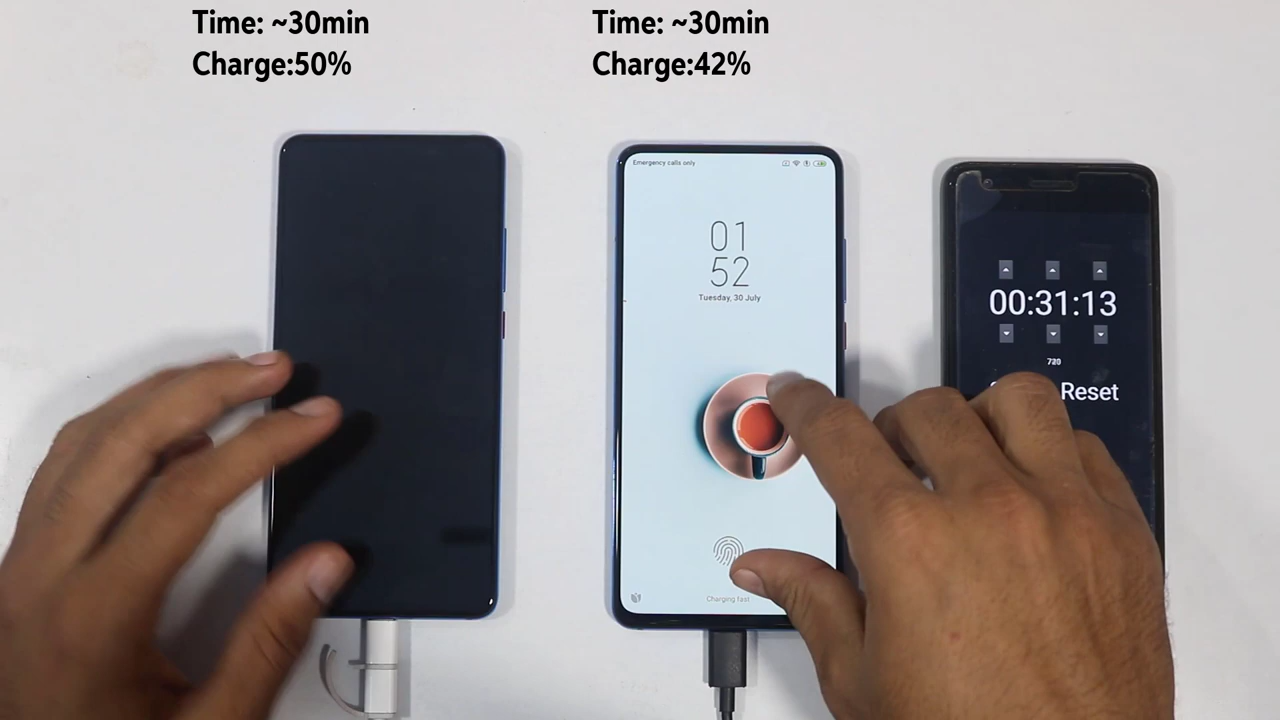 Time: ~30min
Charge:50%
Time: ~30min
Charge:42%
Emergency calls only
01
52
Tuesday, 30 July
Charging fast
00:31:13
Reset